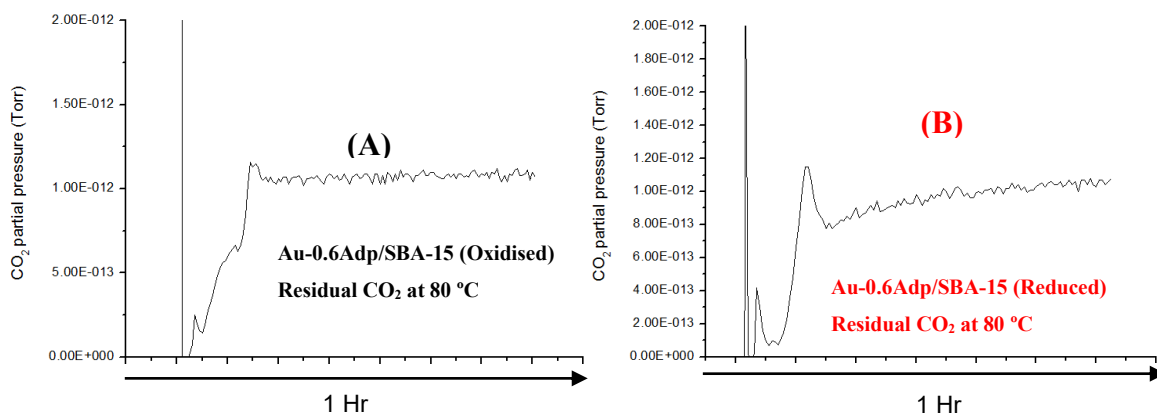 CO₂ partial pressure (Torr)
2.00E-012
1.50E-012
1.00E-012
5.00E-013
0.00E+000
(A)
Au-0.6Adp/SBA-15 (Oxidised)
Residual CO₂ at 80 ºC
1 Hr
CO₂ partial pressure (Torr)
2.00E-012
1.80E-012
1.60E-012
1.40E-012
1.20E-012
1.00E-012
8.00E-013
6.00E-013
4.00E-013
2.00E-013
0.00E+000
(B)
Au-0.6Adp/SBA-15 (Reduced)
Residual CO₂ at 80 ºC
1 Hr